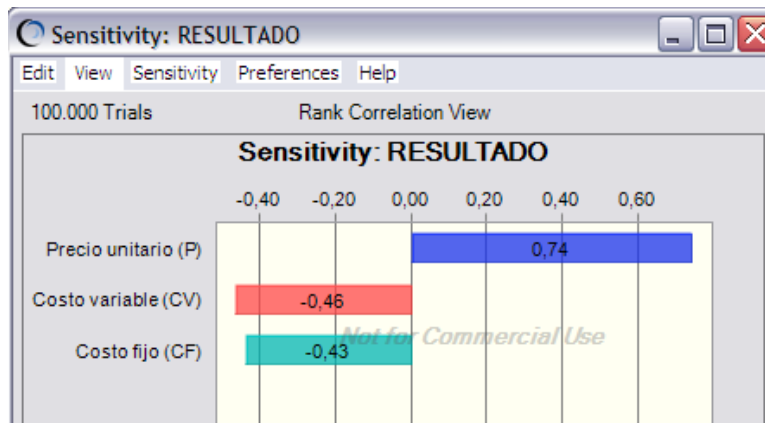 Sensitivity: RESULTADO
Edit View Sensitivity Preferences Help
100.000 Trials Rank Correlation View
Sensitivity: RESULTADO
-0,40 -0,20 0,00 0,20 0,40 0,60
Precio unitario (P) 0,74
Costo variable (CV) -0,46
Not for Commercial Use
Costo fijo (CF) -0,43